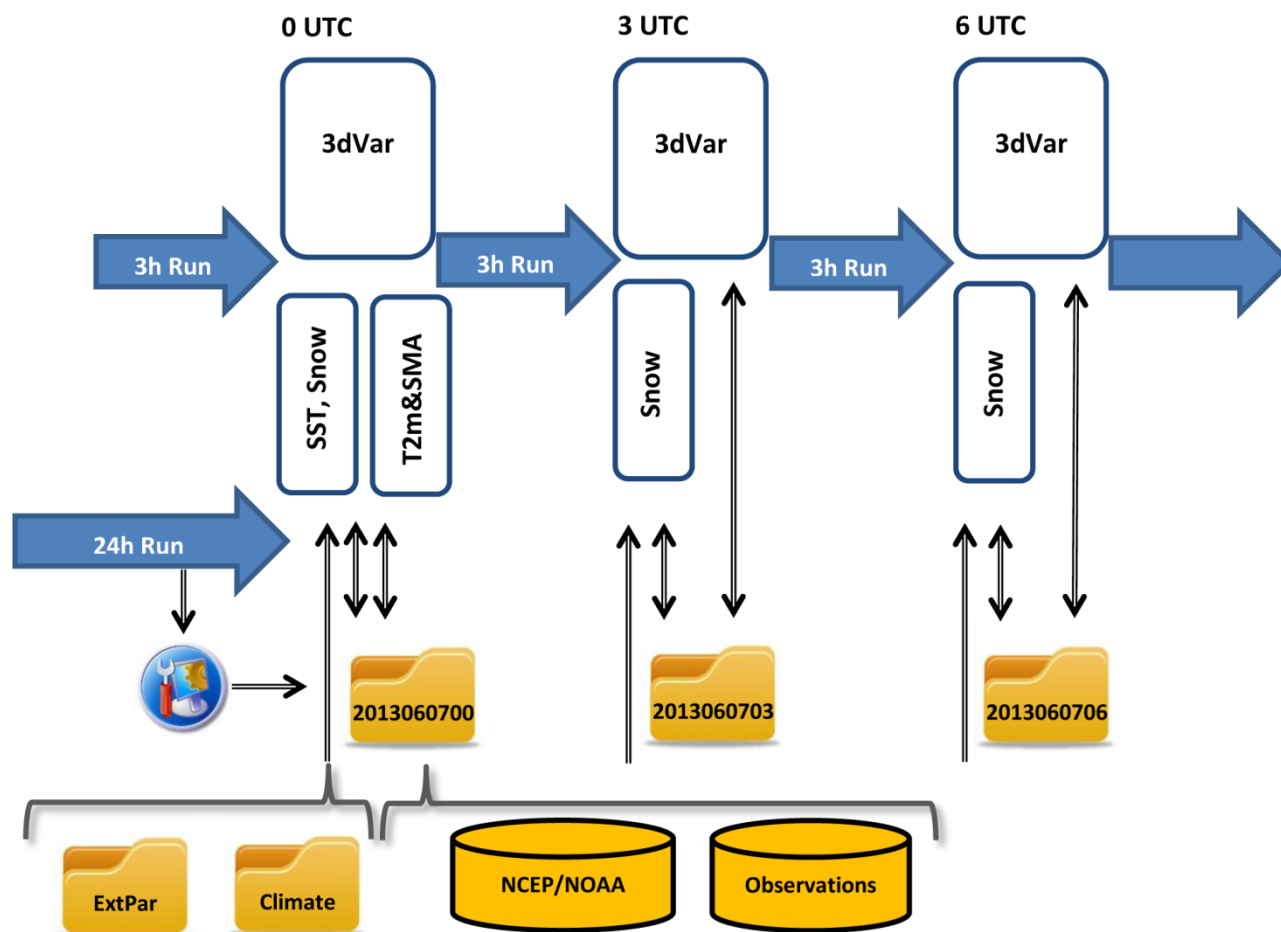 0 UTC
3 UTC
6 UTC
3dVar
3dVar
3dVar
3h Run
3h Run
3h Run
SST, Snow
T2m&SMA
Snow
Snow
24h Run
2013060700
2013060703
2013060706
ExtPar
Climate
NCEP/NOAA
Observations